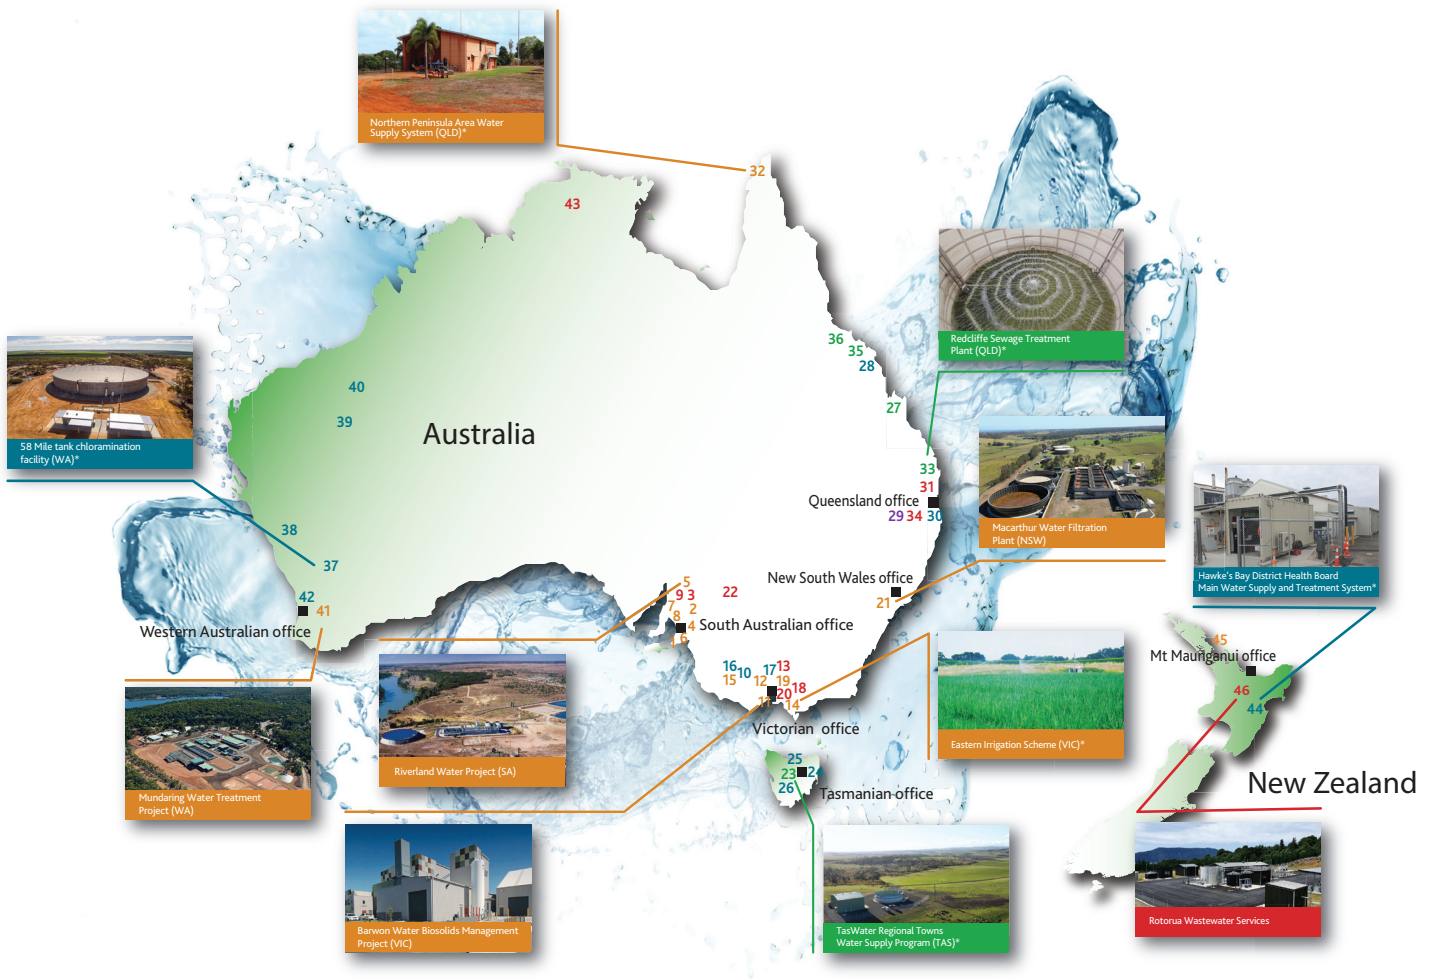 Northern Peninsula Area Water
Supply System (QLD)*
32
43
Redcliffe Sewage Treatment
Plant (QLD)*
36
35
28
40
27
39
Australia
58 Mile tank chloramination
facility (WA)*
33
31
Queensland office
29 34 30
Macarthur Water Filtration
Plant (NSW)
38
37
Hawke's Bay District Health Board
Main Water Supply and Treatment System*
New South Wales office
21
5
9 3
22
7
2
8
4
South Australian office
1 6
42
41
Western Australian office
45
Mt Maunganui office
46
44
16
10
17
13
15
12
19
18
20
11
14
Victorian office
Eastern Irrigation Scheme (VIC)*
25
23
24
26
Tasmanian office
New Zealand
Riverland Water Project (SA)
Mundaring Water Treatment
Project (WA)
Barwon Water Biosolids Management
Project (VIC)
TasWater Regional Towns
Water Supply Program (TAS)*
Rotorua Wastewater Services